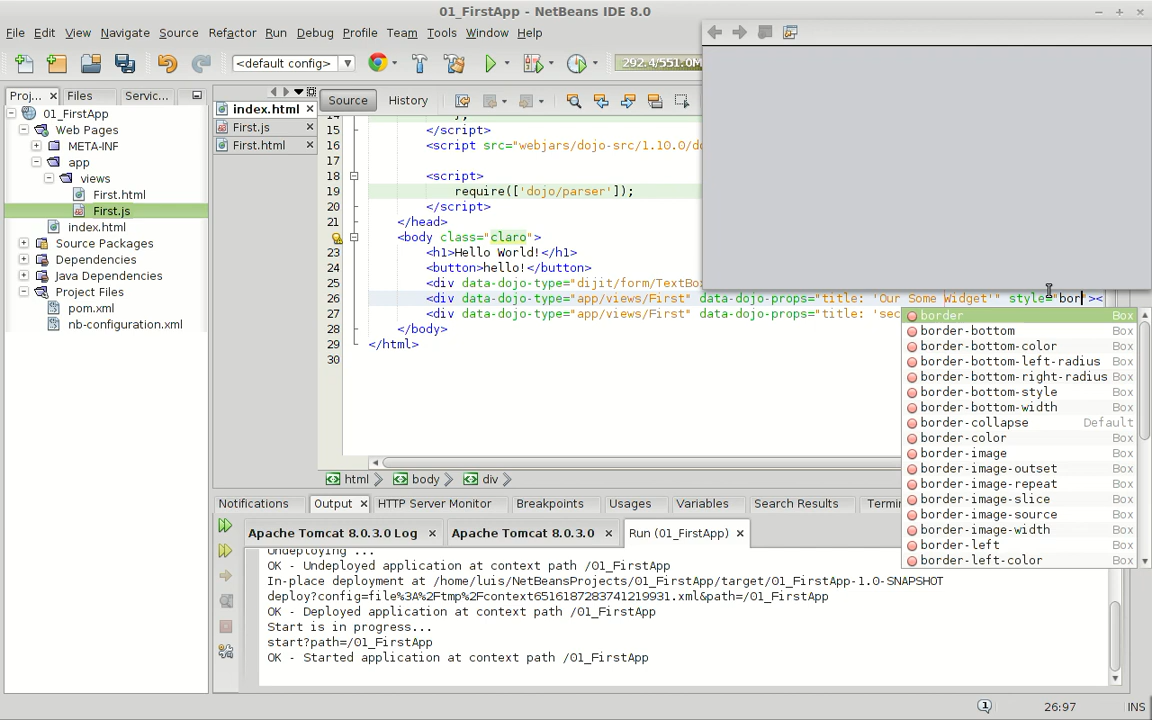 01_FirstApp - NetBeans IDE 8.0
File Edit View Navigate Source Refactor Run Debug Profile Team Tools Window Help
<default config>
292.4/551.0M
Proj... Files Servic...
01_FirstApp
Web Pages
META-INF
app
views
First.html
First.js
index.html
Source Packages
Dependencies
Java Dependencies
Project Files
pom.xml
nb-configuration.xml
index.html
First.js
First.html
Source History
14 };
15 </script>
16 <script src="webjars/dojo-src/1.10.0/do
17
18 <script>
19 require(['dojo/parser']);
20 </script>
21 </head>
<body class="claro">
23 <h1>Hello World!</h1>
24 <button>hello!</button>
25 <div data-dojo-type="dijit/form/TextBo
26 <div data-dojo-type="app/views/First" data-dojo-props="title: 'Our Some Widget'" style="bor"><
27 <div data-dojo-type="app/views/First" data-dojo-props="title: 'sec
28 </body>
29 </html>
30
border Box
border-bottom Box
border-bottom-color Box
border-bottom-left-radius Box
border-bottom-right-radius Box
border-bottom-style Box
border-bottom-width Box
border-collapse Default
border-color Box
border-image Box
border-image-outset Box
border-image-repeat Box
border-image-slice Box
border-image-source Box
border-image-width Box
border-left Box
border-left-color Box
html body div
Notifications Output HTTP Server Monitor Breakpoints Usages Variables Search Results Termi
Apache Tomcat 8.0.3.0 Log Apache Tomcat 8.0.3.0 Run (01_FirstApp)
Undeploying ...
OK - Undeployed application at context path /01_FirstApp
In-place deployment at /home/luis/NetBeansProjects/01_FirstApp/target/01_FirstApp-1.0-SNAPSHOT
deploy?config=file%3A%2Ftmp%2Fcontext6516187283741219931.xml&path=/01_FirstApp
OK - Deployed application at context path /01_FirstApp
Start is in progress...
start?path=/01_FirstApp
OK - Started application at context path /01_FirstApp
1 26:97 INS